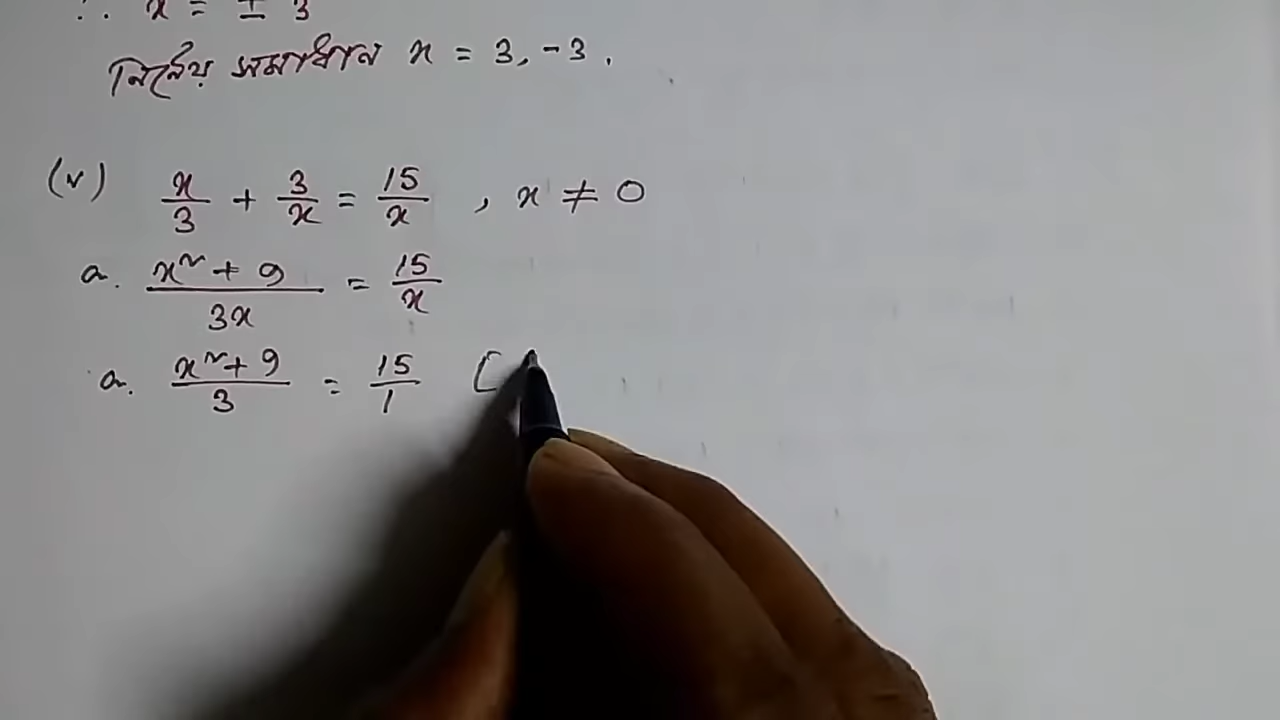 ∴ x = ± 3
নির্ণেয় সমাধান x = 3, -3.
(v) x/3 + 3/x = 15/x , x ≠ 0
বা. (x² + 9)/3x = 15/x
বা. (x² + 9)/3 = 15/1 [